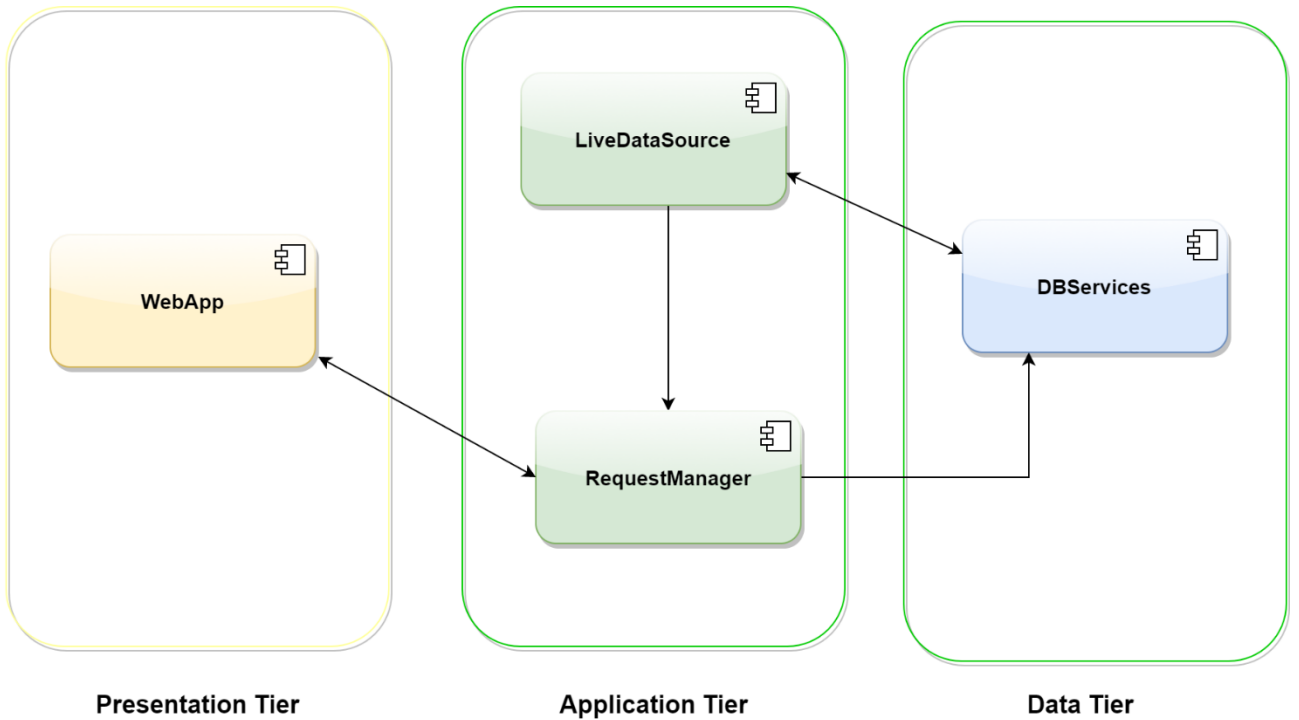 LiveDataSource
WebApp
DBServices
RequestManager
Presentation Tier
Application Tier
Data Tier